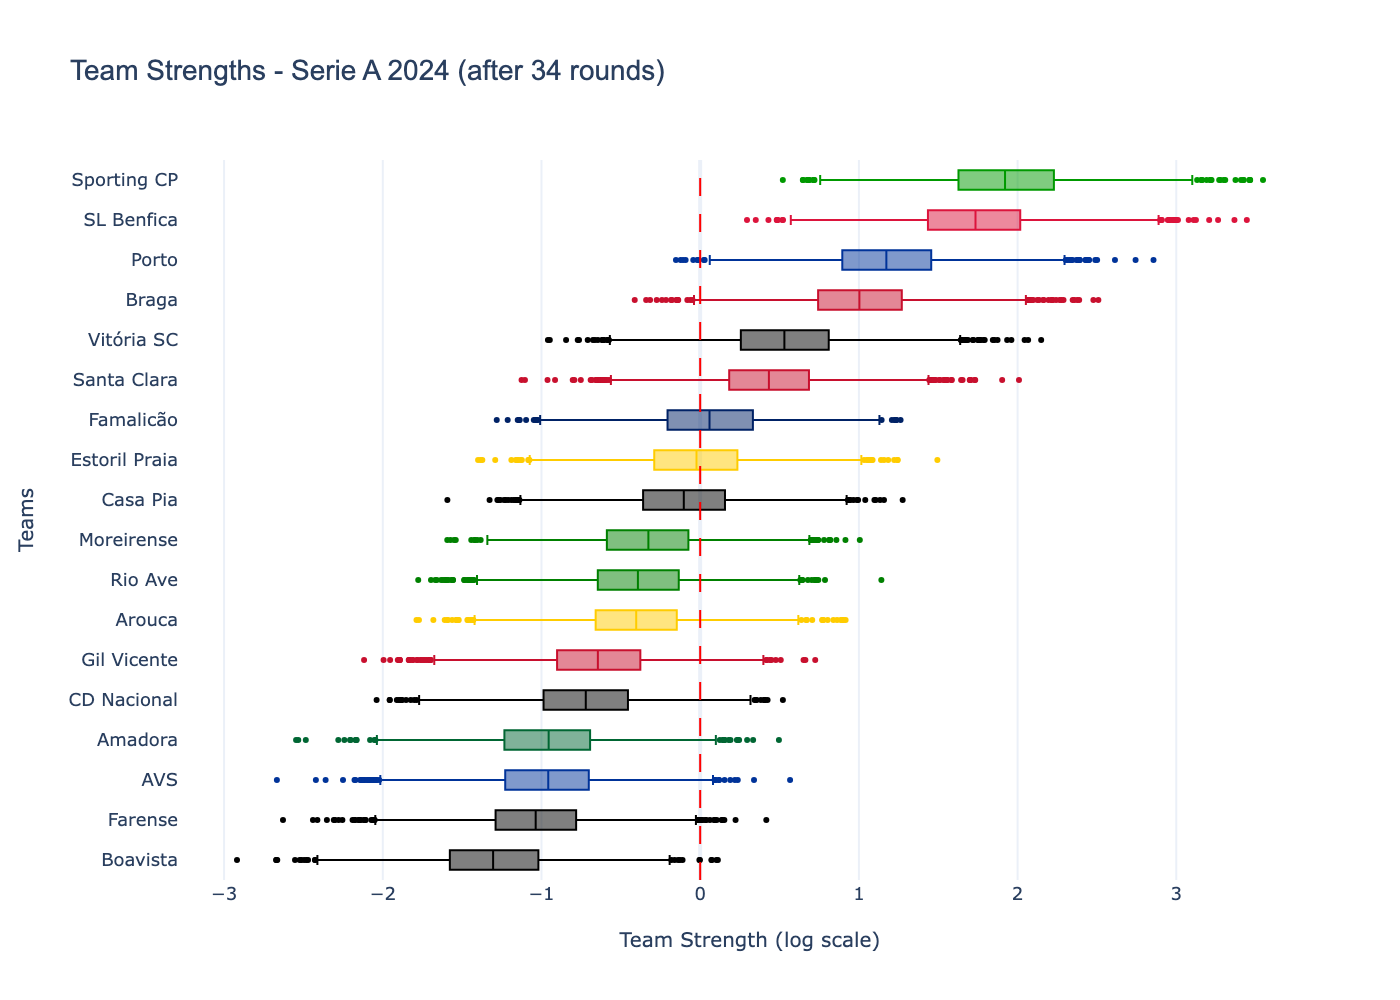 Team Strengths - Serie A 2024 (after 34 rounds)
Sporting CP
SL Benfica
Porto
Braga
Vitória SC
Santa Clara
Famalicão
Estoril Praia
Casa Pia
Moreirense
Rio Ave
Arouca
Gil Vicente
CD Nacional
Amadora
AVS
Farense
Boavista
Teams
−3 −2 −1 0 1 2 3
Team Strength (log scale)